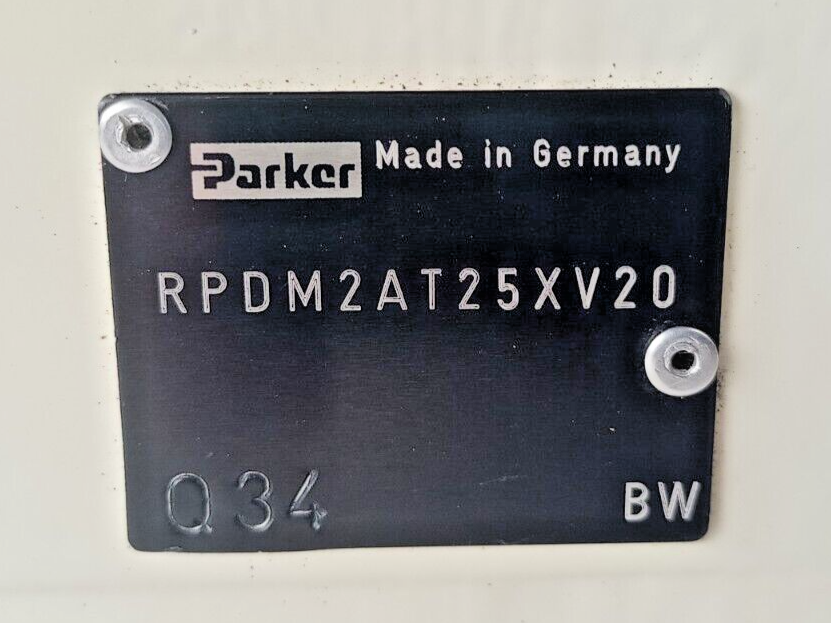 Parker Made in Germany
RPDM2AT25XV20
Q34 BW